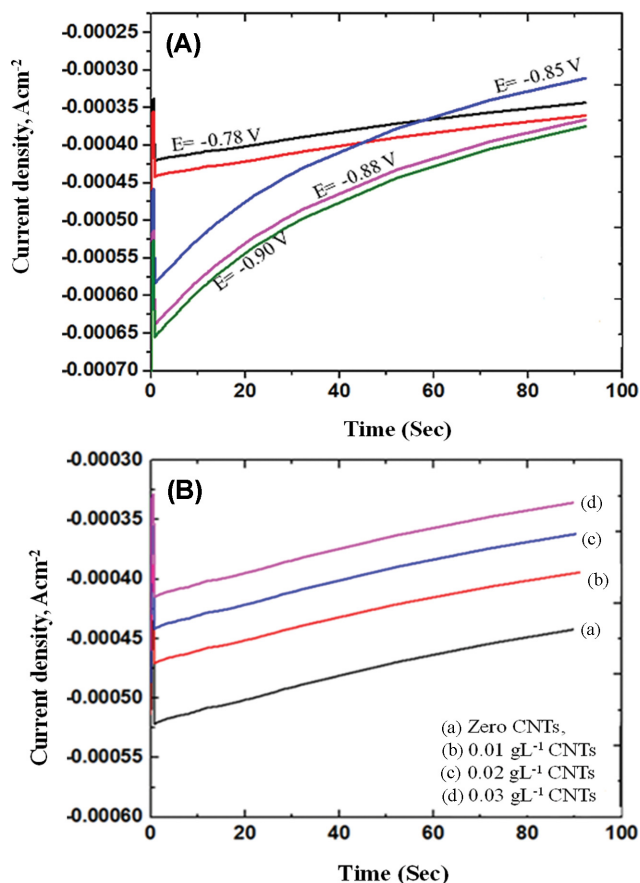 (A)
-0.00025
-0.00030
-0.00035
-0.00040
-0.00045
-0.00050
-0.00055
-0.00060
-0.00065
-0.00070
Current density, Acm-2
E= -0.85 V
E= -0.78 V
E= -0.88 V
E= -0.90 V
0 20 40 60 80 100
Time (Sec)
(B)
-0.00030
-0.00035
-0.00040
-0.00045
-0.00050
-0.00055
-0.00060
Current density, Acm-2
(d)
(c)
(b)
(a)
(a) Zero CNTs,
(b) 0.01 gL-1 CNTs
(c) 0.02 gL-1 CNTs
(d) 0.03 gL-1 CNTs
0 20 40 60 80 100
Time (Sec)